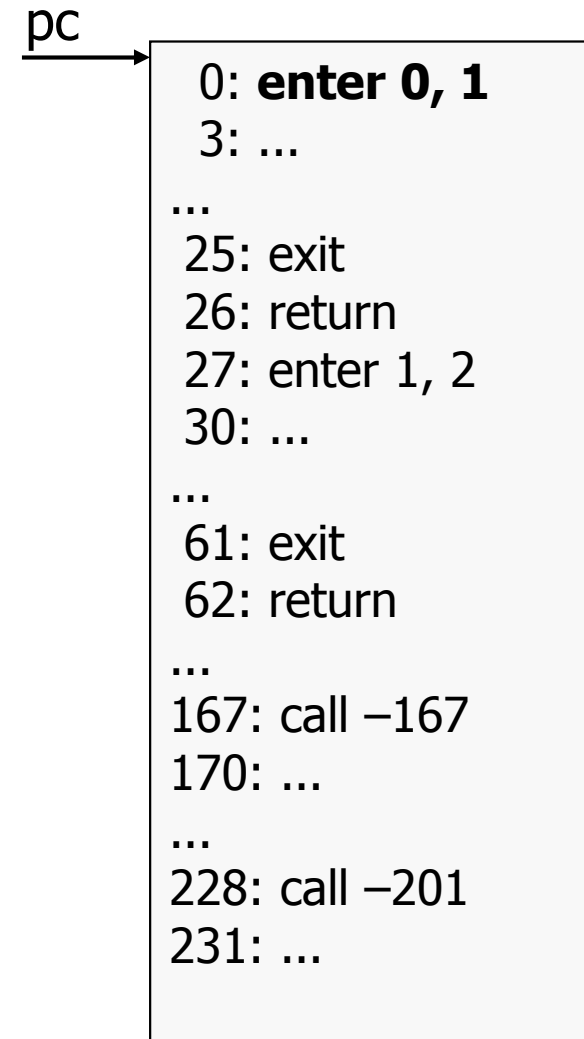 pc
0: enter 0, 1
3: ...
...
25: exit
26: return
27: enter 1, 2
30: ...
...
61: exit
62: return
...
167: call –167
170: ...
...
228: call –201
231: ...